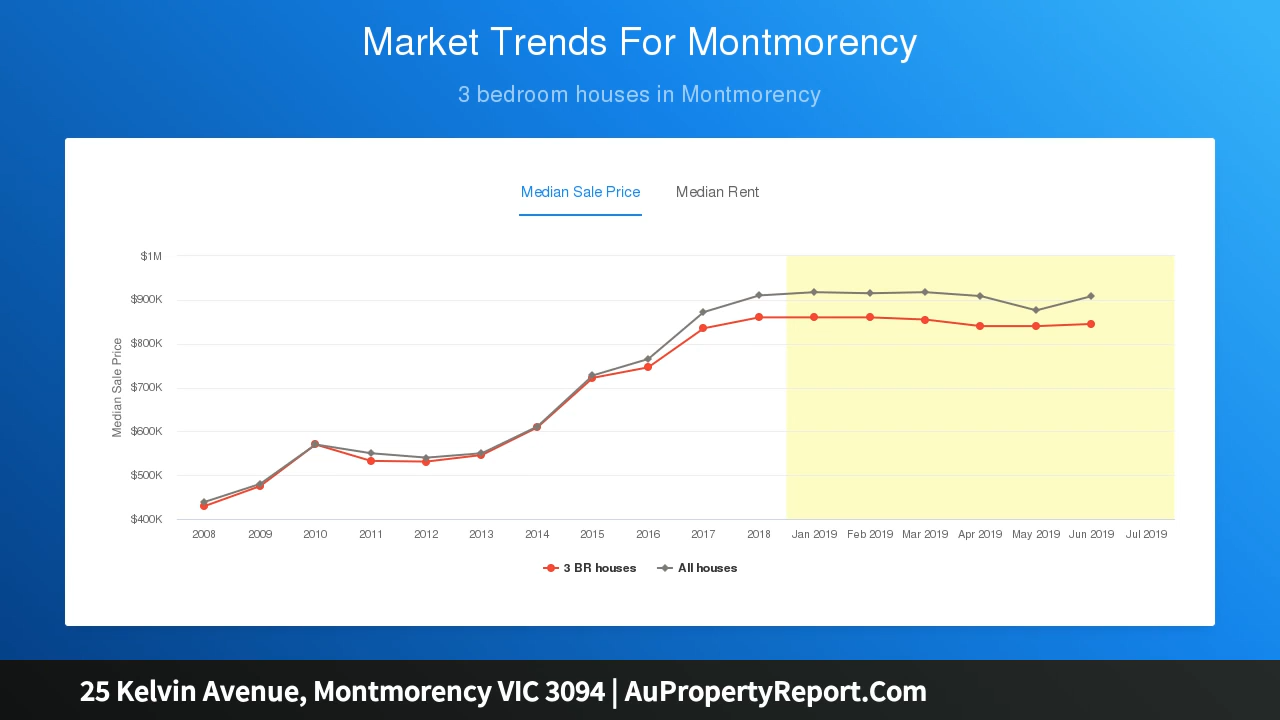 Market Trends For Montmorency
3 bedroom houses in Montmorency
Median Sale Price Median Rent
Median Sale Price
$1M
$900K
$800K
$700K
$600K
$500K
$400K
2008 2009 2010 2011 2012 2013 2014 2015 2016 2017 2018 Jan 2019 Feb 2019 Mar 2019 Apr 2019 May 2019 Jun 2019 Jul 2019
3 BR houses All houses
25 Kelvin Avenue, Montmorency VIC 3094 | AuPropertyReport.Com